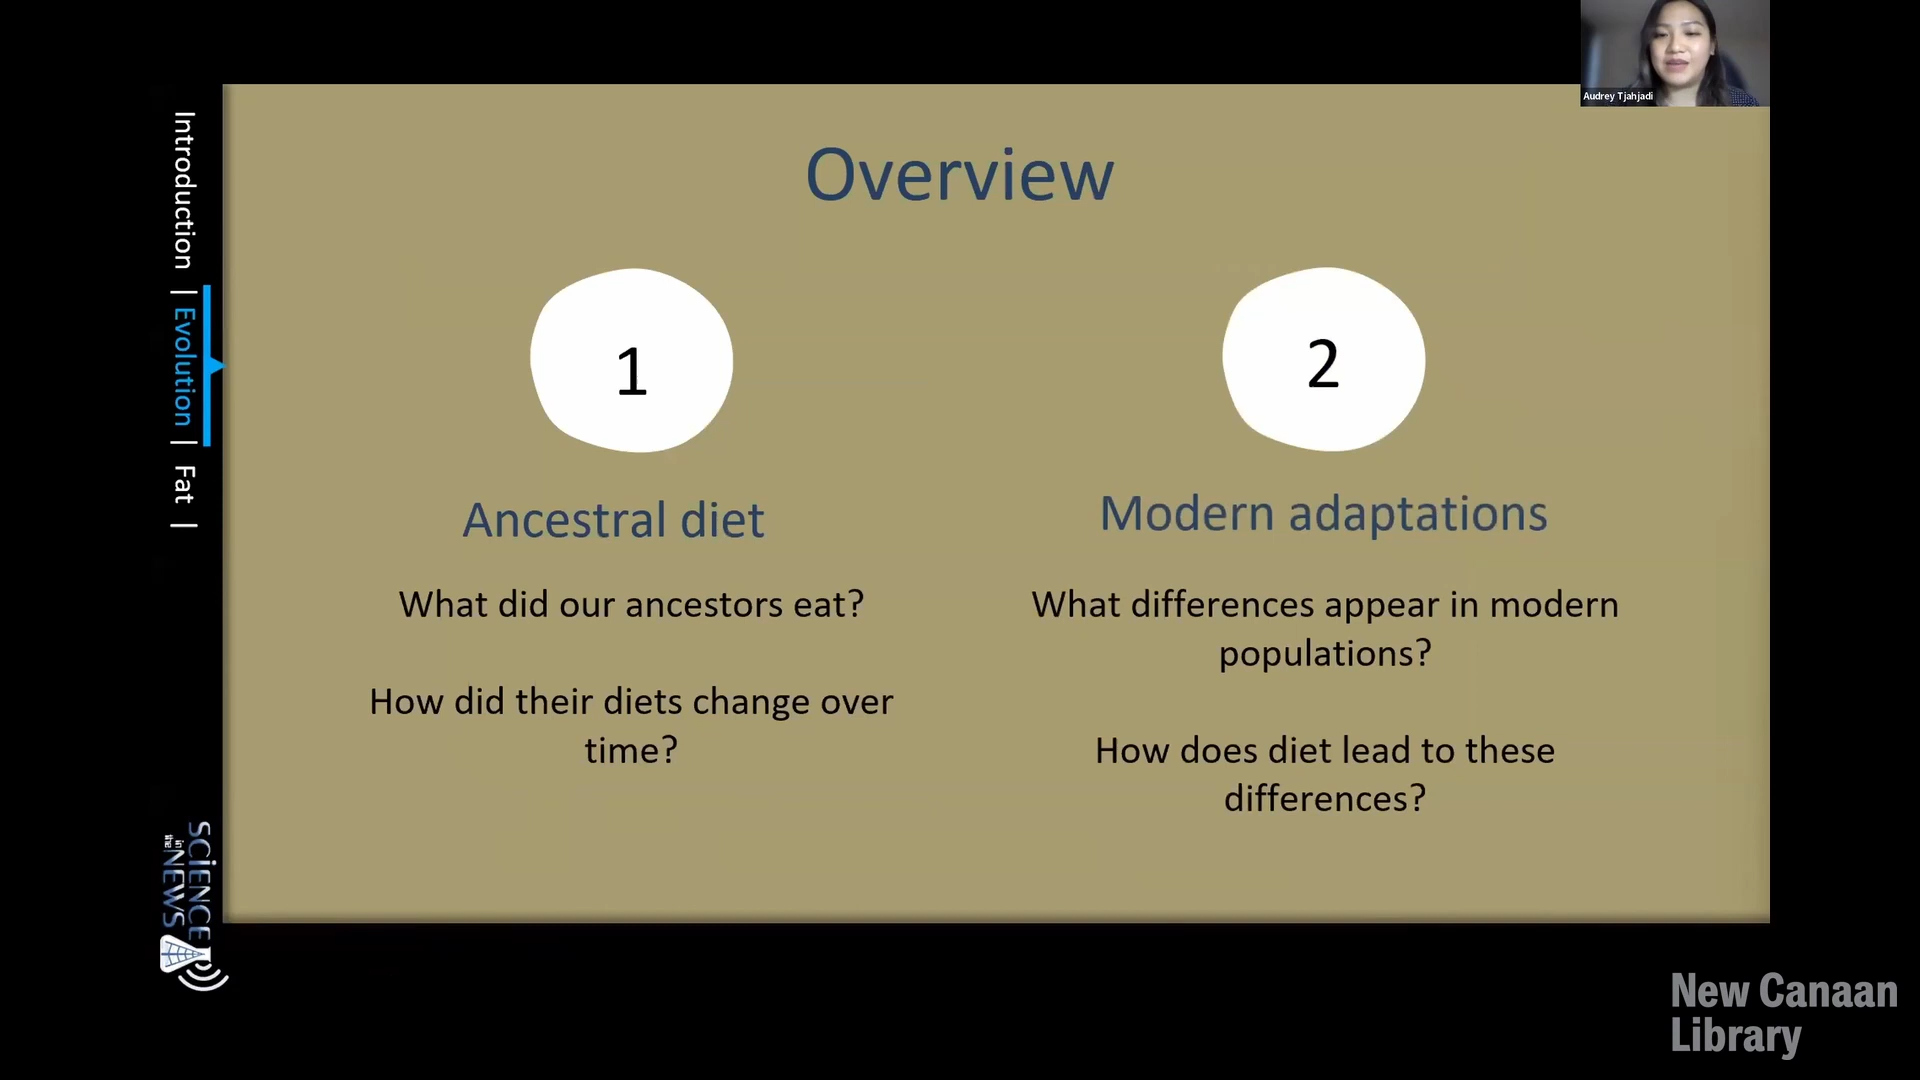 Audrey Tjahjadi
Introduction | Evolution | Fat |
Overview
1
Ancestral diet
What did our ancestors eat?
How did their diets change over
time?
2
Modern adaptations
What differences appear in modern
populations?
How does diet lead to these
differences?
SCIENCE
in the NEWS
New Canaan
Library